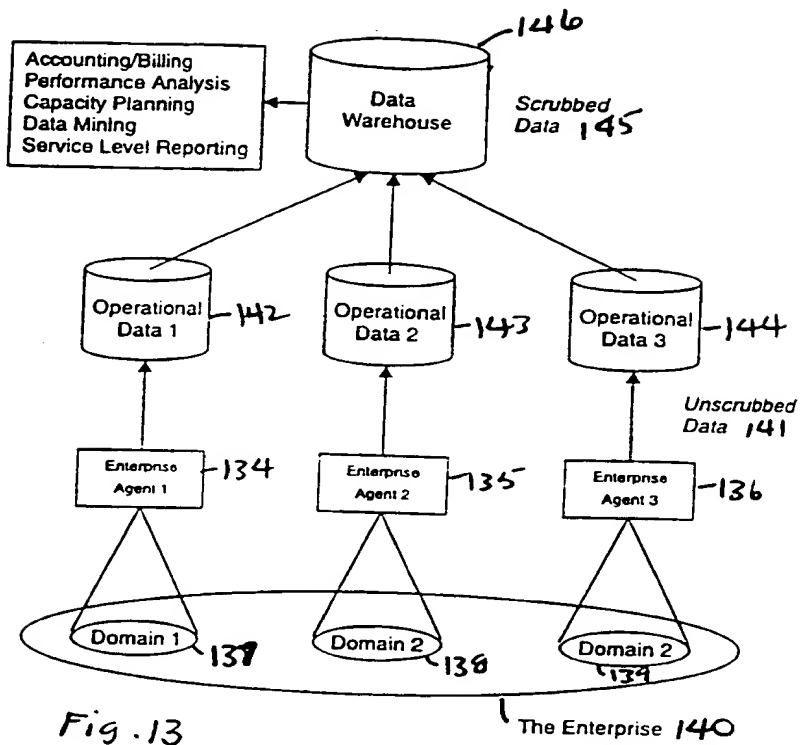 146
Accounting/Billing
Performance Analysis
Capacity Planning
Data Mining
Service Level Reporting
Data
Warehouse
Scrubbed
Data 145
Operational
Data 1
142
Operational
Data 2
143
Operational
Data 3
144
Unscrubbed
Data 141
Enterprise
Agent 1
134
Enterprise
Agent 2
135
Enterprise
Agent 3
136
Domain 1
137
Domain 2
138
Domain 2
139
Fig. 13
The Enterprise 140